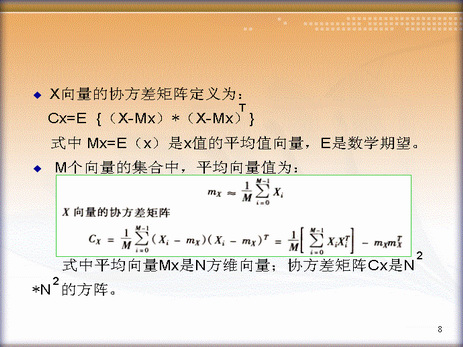 ◆ X向量的协方差矩阵定义为:
Cx=E {(X-Mx)*(X-Mx)^T}
式中 Mx=E(x)是x值的平均值向量,E是数学期望。
◆ M个向量的集合中,平均向量值为:
m_X ≈ \frac{1}{M} \sum_{i=0}^{M-1} X_i
X 向量的协方差矩阵
C_X = \frac{1}{M} \sum_{i=0}^{M-1} (X_i - m_X)(X_i - m_X)^T = \frac{1}{M} [ \sum_{i=0}^{M-1} X_i X_i^T ] - m_X m_X^T
式中平均向量Mx是N方维向量;协方差矩阵Cx是N^2
*N^2的方阵。
8